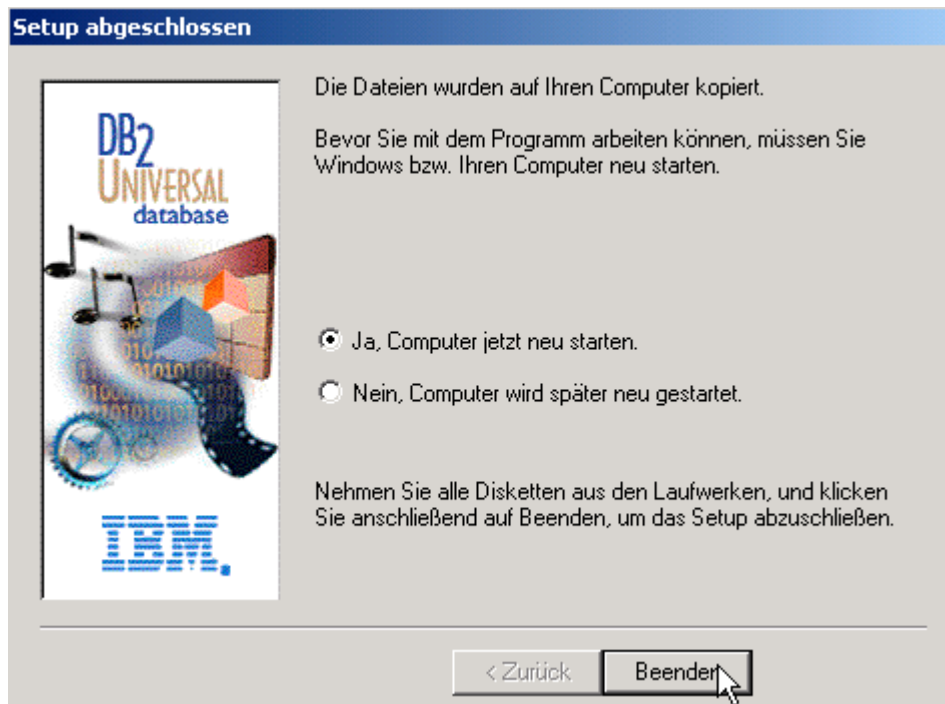 Setup abgeschlossen
DB2
UNIVERSAL
database
IBM
Die Dateien wurden auf Ihren Computer kopiert.
Bevor Sie mit dem Programm arbeiten können, müssen Sie
Windows bzw. Ihren Computer neu starten.
Ja, Computer jetzt neu starten.
Nein, Computer wird später neu gestartet.
Nehmen Sie alle Disketten aus den Laufwerken, und klicken
Sie anschließend auf Beenden, um das Setup abzuschließen.
< Zurück
Beenden